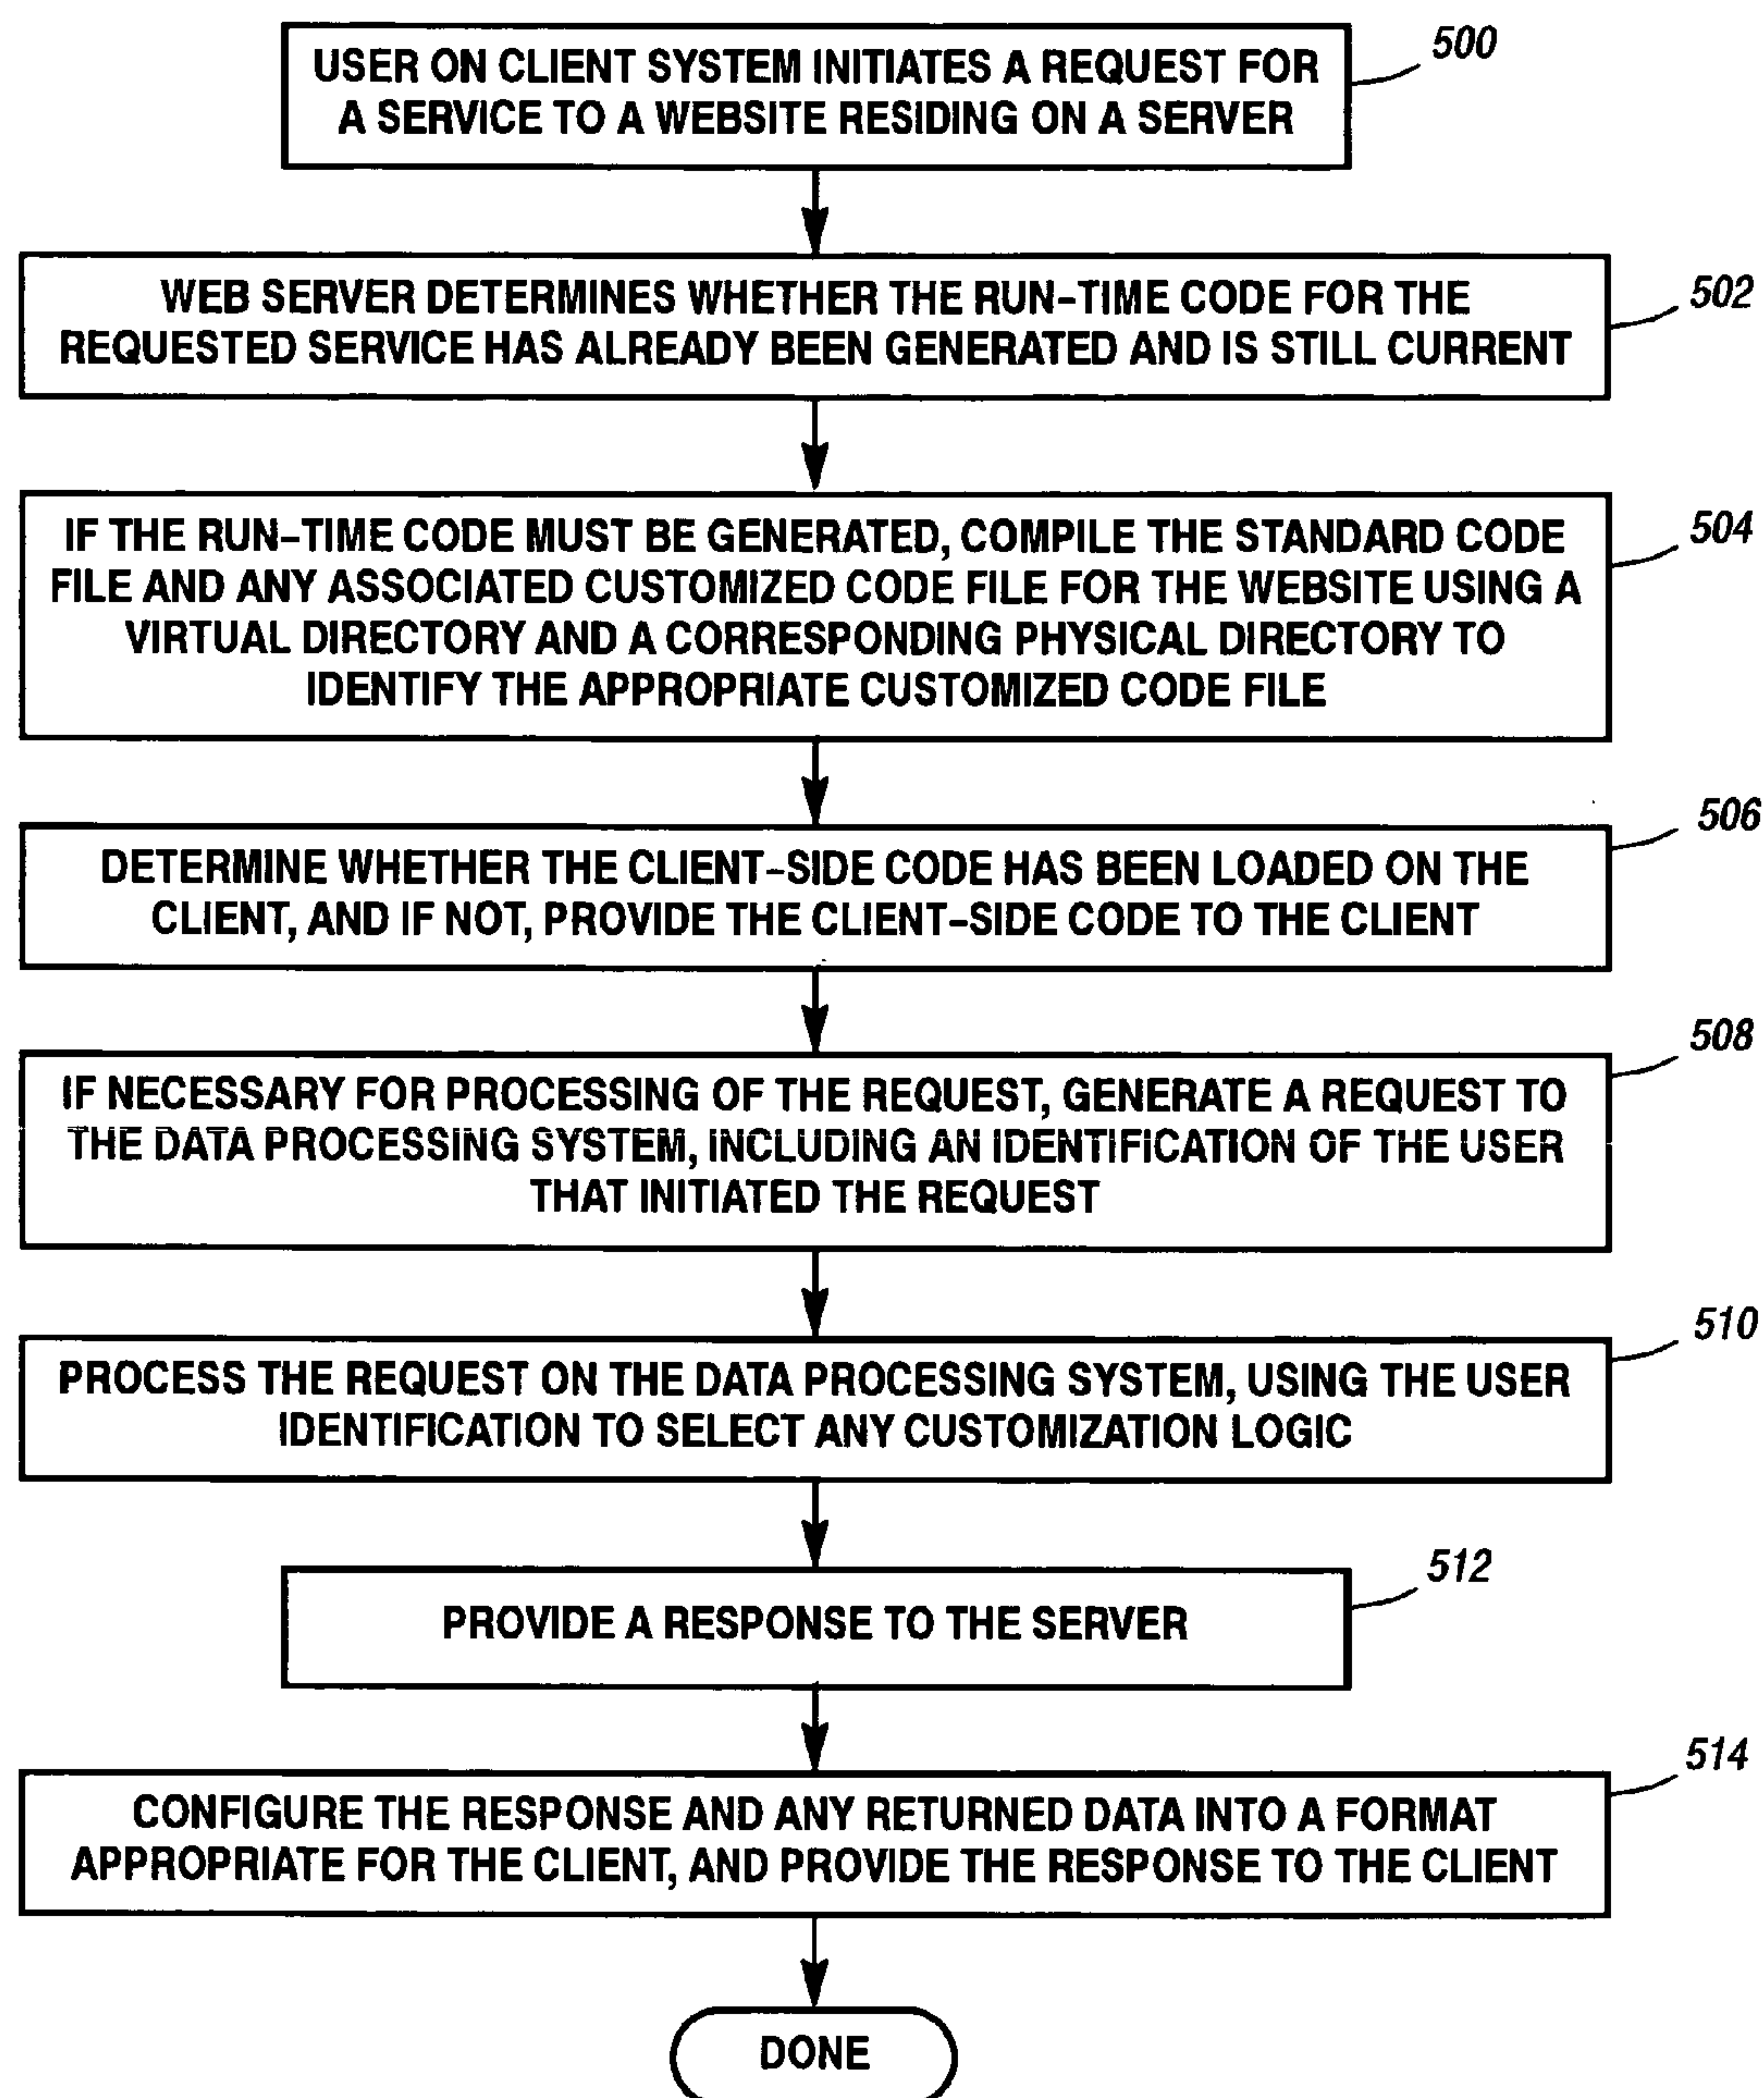 USER ON CLIENT SYSTEM INITIATES A REQUEST FOR
A SERVICE TO A WEBSITE RESIDING ON A SERVER
500
WEB SERVER DETERMINES WHETHER THE RUN-TIME CODE FOR THE
REQUESTED SERVICE HAS ALREADY BEEN GENERATED AND IS STILL CURRENT
502
IF THE RUN-TIME CODE MUST BE GENERATED, COMPILE THE STANDARD CODE
FILE AND ANY ASSOCIATED CUSTOMIZED CODE FILE FOR THE WEBSITE USING A
VIRTUAL DIRECTORY AND A CORRESPONDING PHYSICAL DIRECTORY TO
IDENTIFY THE APPROPRIATE CUSTOMIZED CODE FILE
504
DETERMINE WHETHER THE CLIENT-SIDE CODE HAS BEEN LOADED ON THE
CLIENT, AND IF NOT, PROVIDE THE CLIENT-SIDE CODE TO THE CLIENT
506
IF NECESSARY FOR PROCESSING OF THE REQUEST, GENERATE A REQUEST TO
THE DATA PROCESSING SYSTEM, INCLUDING AN IDENTIFICATION OF THE USER
THAT INITIATED THE REQUEST
508
PROCESS THE REQUEST ON THE DATA PROCESSING SYSTEM, USING THE USER
IDENTIFICATION TO SELECT ANY CUSTOMIZATION LOGIC
510
PROVIDE A RESPONSE TO THE SERVER
512
CONFIGURE THE RESPONSE AND ANY RETURNED DATA INTO A FORMAT
APPROPRIATE FOR THE CLIENT, AND PROVIDE THE RESPONSE TO THE CLIENT
514
DONE